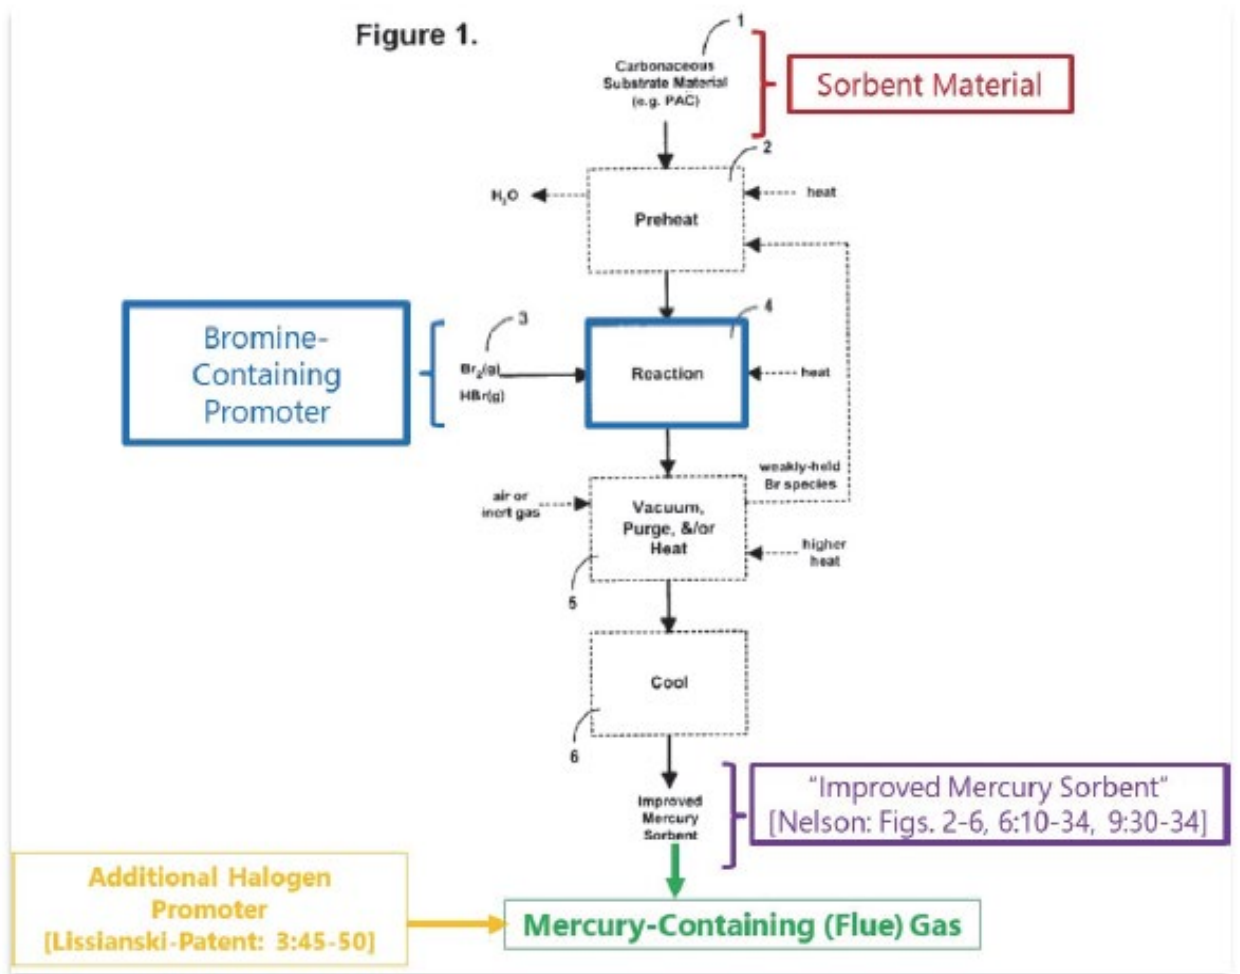 Figure 1.
1
Carbonaceous
Substrate Material
(e.g. PAC)
Sorbent Material
2
H₂O
heat
Preheat
Bromine-
Containing
Promoter
3
Br₂(g)
HBr(g)
4
Reaction
heat
weakly-held
Br species
air or
inert gas
Vacuum,
Purge, &/or
Heat
higher
heat
5
Cool
6
Improved
Mercury
Sorbent
“Improved Mercury Sorbent“
[Nelson: Figs. 2-6, 6:10-34, 9:30-34]
Additional Halogen
Promoter
[Lissianski-Patent: 3:45-50]
Mercury-Containing (Flue) Gas